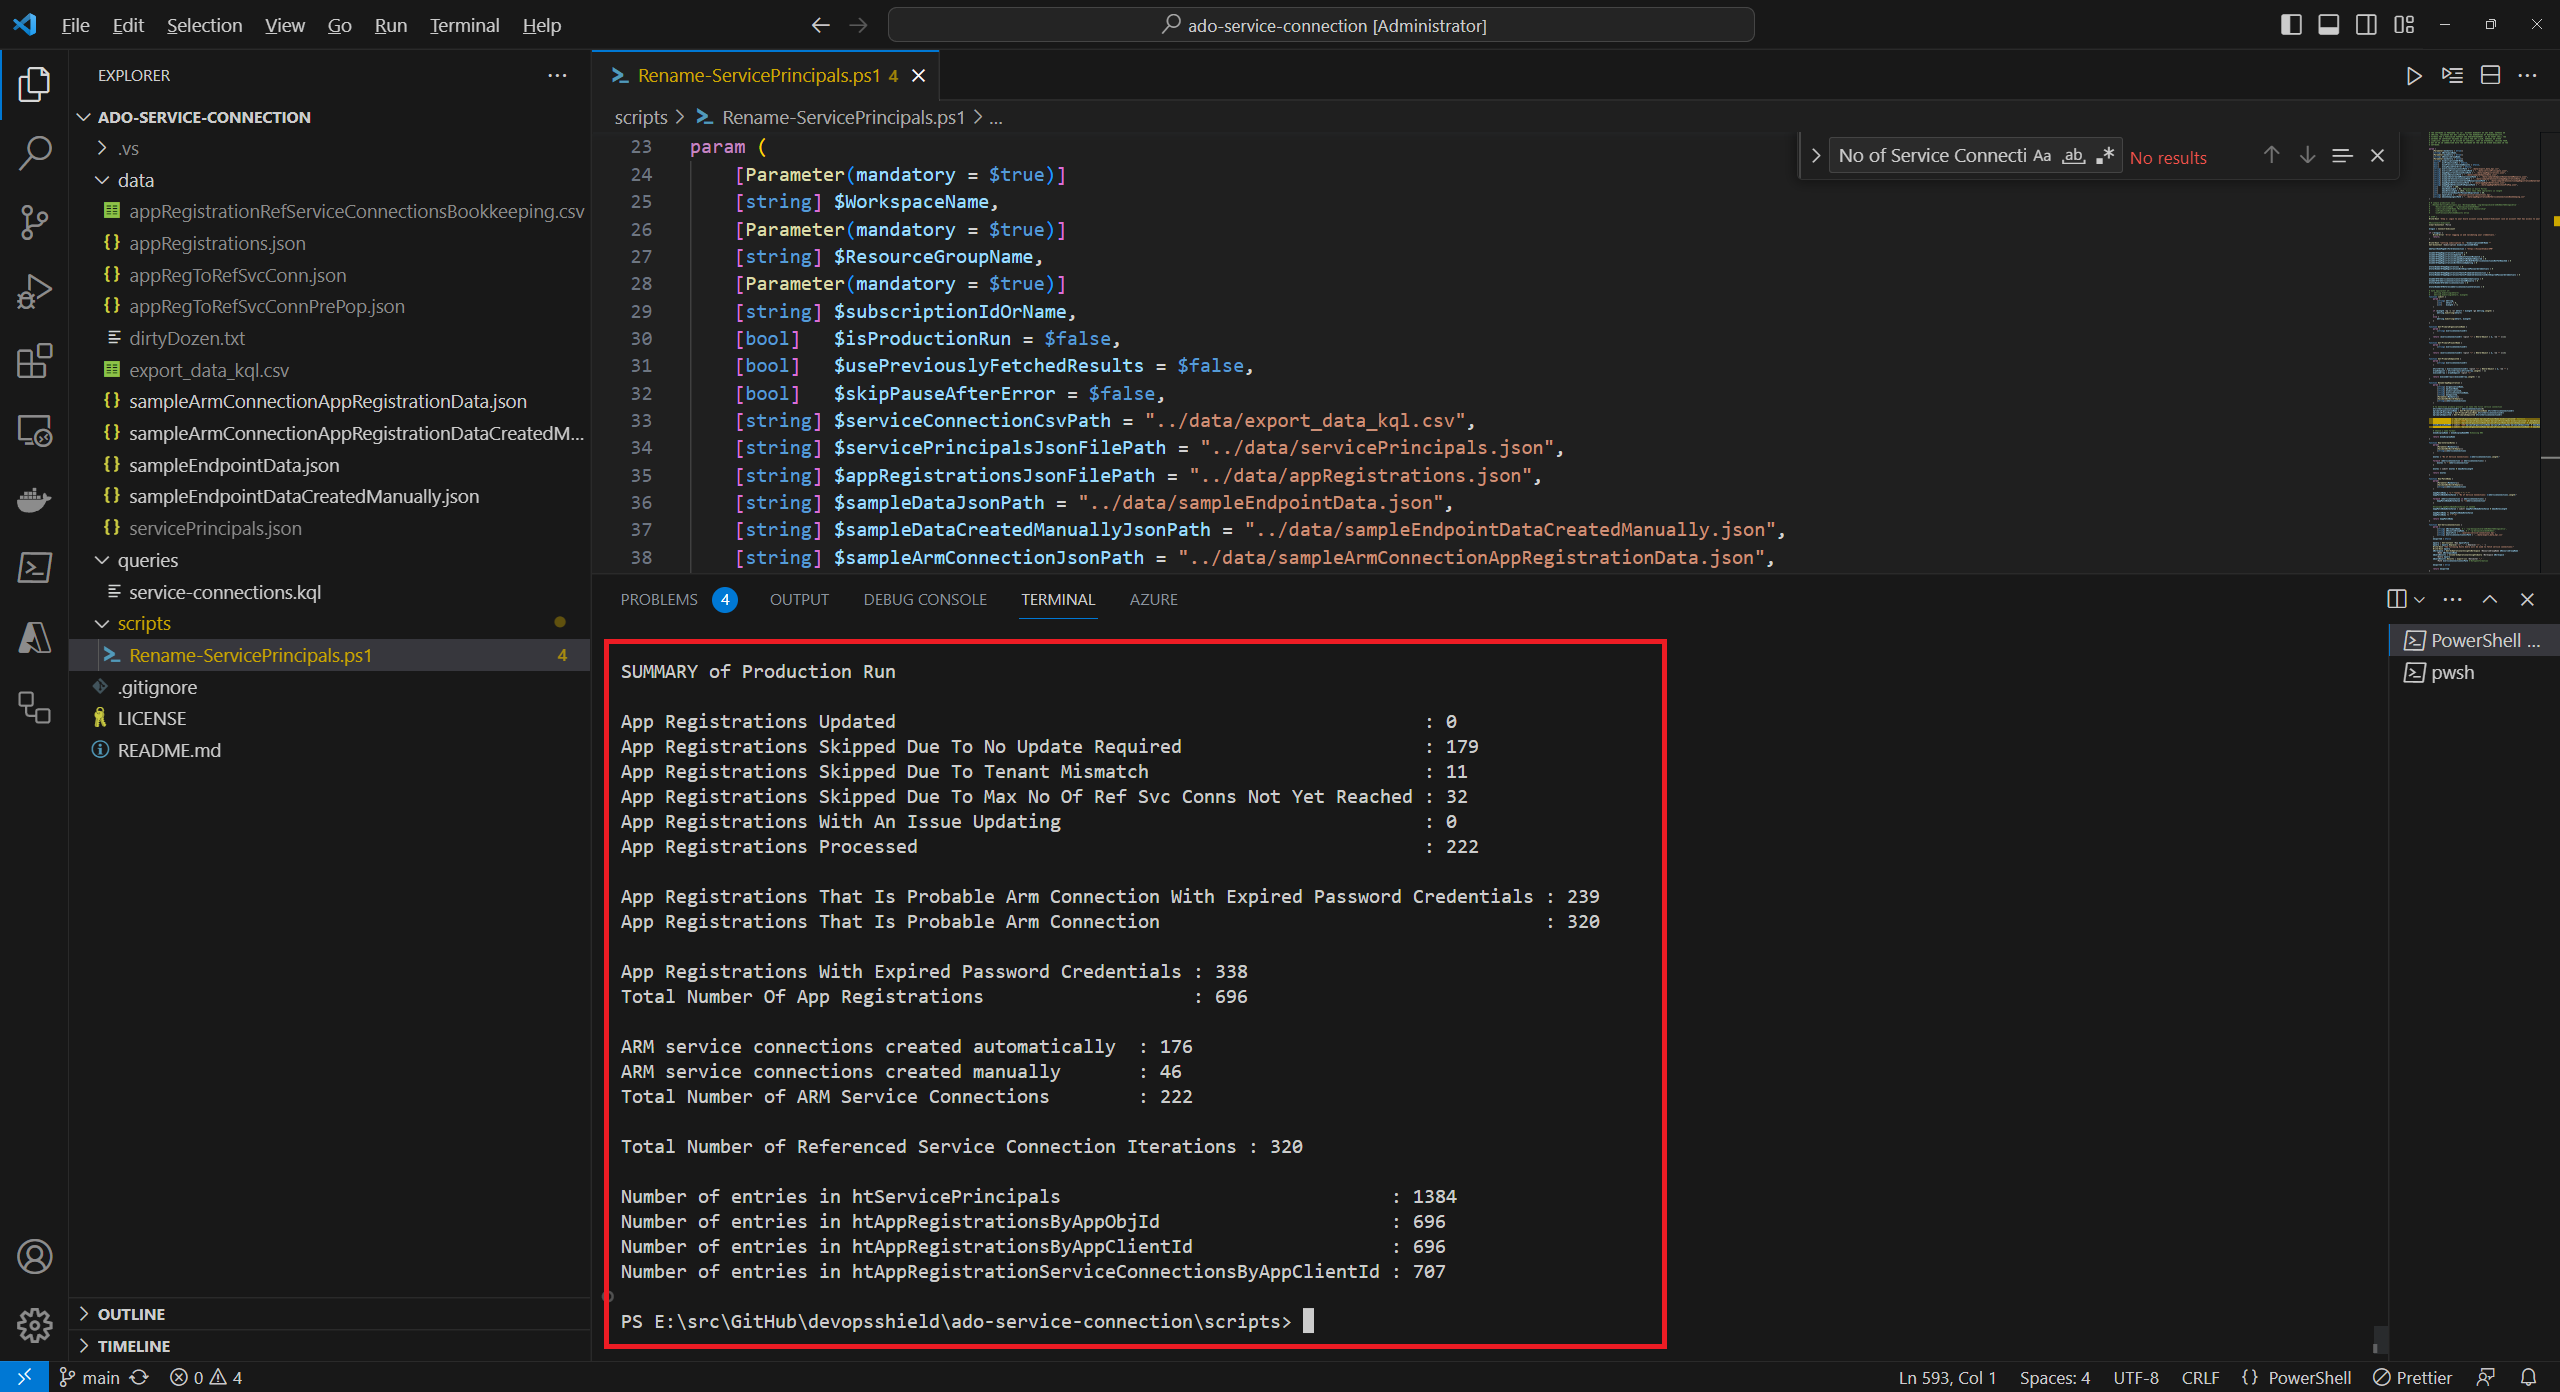 File Edit Selection View Go Run Terminal Help
ado-service-connection [Administrator]
EXPLORER
ADO-SERVICE-CONNECTION
.vs
data
appRegistrationRefServiceConnectionsBookkeeping.csv
appRegistrations.json
appRegToRefSvcConn.json
appRegToRefSvcConnPrePop.json
dirtyDozen.txt
export_data_kql.csv
sampleArmConnectionAppRegistrationData.json
sampleArmConnectionAppRegistrationDataCreatedM...
sampleEndpointData.json
sampleEndpointDataCreatedManually.json
servicePrincipals.json
queries
service-connections.kql
scripts
Rename-ServicePrincipals.ps1 4
.gitignore
LICENSE
README.md
OUTLINE
TIMELINE
Rename-ServicePrincipals.ps1 4
scripts > Rename-ServicePrincipals.ps1 > ...
No of Service Connecti Aa ab .* No results
23 param (
24 [Parameter(mandatory = $true)]
25 [string] $WorkspaceName,
26 [Parameter(mandatory = $true)]
27 [string] $ResourceGroupName,
28 [Parameter(mandatory = $true)]
29 [string] $subscriptionIdOrName,
30 [bool] $isProductionRun = $false,
31 [bool] $usePreviouslyFetchedResults = $false,
32 [bool] $skipPauseAfterError = $false,
33 [string] $serviceConnectionCsvPath = "../data/export_data_kql.csv",
34 [string] $servicePrincipalsJsonFilePath = "../data/servicePrincipals.json",
35 [string] $appRegistrationsJsonFilePath = "../data/appRegistrations.json",
36 [string] $sampleDataJsonPath = "../data/sampleEndpointData.json",
37 [string] $sampleDataCreatedManuallyJsonPath = "../data/sampleEndpointDataCreatedManually.json",
38 [string] $sampleArmConnectionJsonPath = "../data/sampleArmConnectionAppRegistrationData.json",
PROBLEMS 4 OUTPUT DEBUG CONSOLE TERMINAL AZURE
PowerShell ...
pwsh
SUMMARY of Production Run
App Registrations Updated : 0
App Registrations Skipped Due To No Update Required : 179
App Registrations Skipped Due To Tenant Mismatch : 11
App Registrations Skipped Due To Max No Of Ref Svc Conns Not Yet Reached : 32
App Registrations With An Issue Updating : 0
App Registrations Processed : 222
App Registrations That Is Probable Arm Connection With Expired Password Credentials : 239
App Registrations That Is Probable Arm Connection : 320
App Registrations With Expired Password Credentials : 338
Total Number Of App Registrations : 696
ARM service connections created automatically : 176
ARM service connections created manually : 46
Total Number of ARM Service Connections : 222
Total Number of Referenced Service Connection Iterations : 320
Number of entries in htServicePrincipals : 1384
Number of entries in htAppRegistrationsByAppObjId : 696
Number of entries in htAppRegistrationsByAppClientId : 696
Number of entries in htAppRegistrationServiceConnectionsByAppClientId : 707
PS E:\src\GitHub\devopsshield\ado-service-connection\scripts>
main 0 4
Ln 593, Col 1 Spaces: 4 UTF-8 CRLF {} PowerShell Prettier